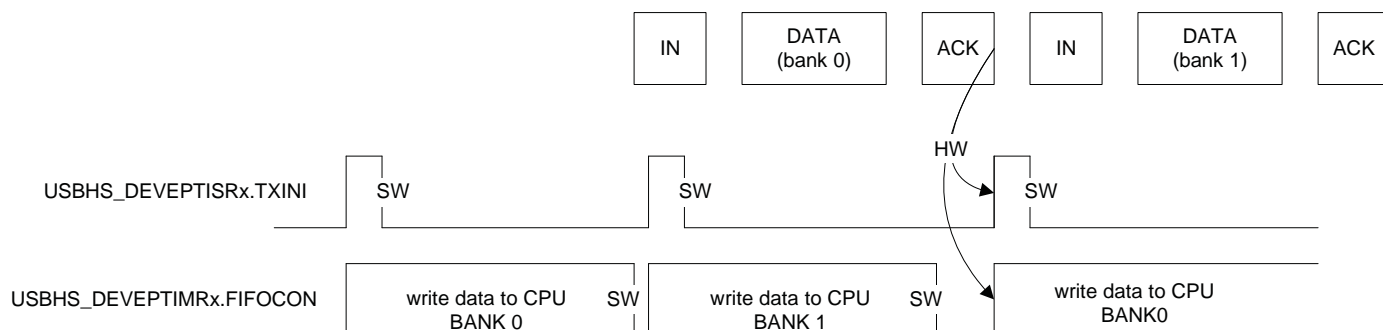 IN DATA ACK IN DATA ACK
(bank 0) (bank 1)
HW
USBHS_DEVEPTISRx.TXINI SW SW SW
USBHS_DEVEPTIMRx.FIFOCON write data to CPU SW write data to CPU SW write data to CPU
BANK 0 BANK 1 BANK0